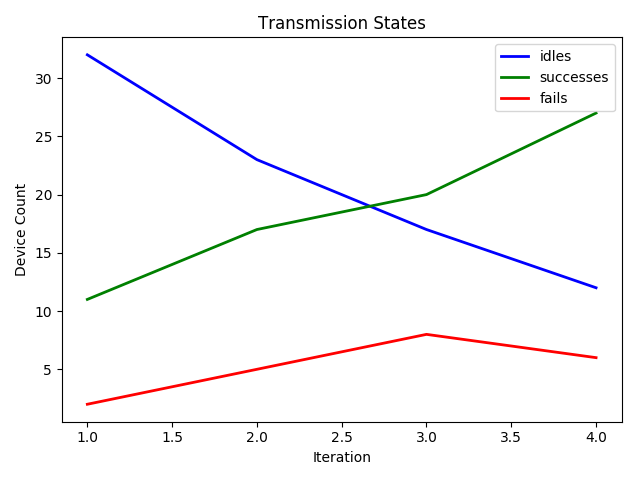 Transmission States
idles
successes
fails
Device Count
30
25
20
15
10
5
1.0 1.5 2.0 2.5 3.0 3.5 4.0
Iteration